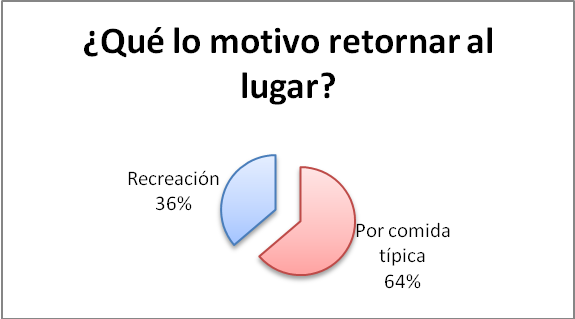 ¿Qué lo motivo retornar al
lugar?
Recreación
36%
Por comida
típica
64%